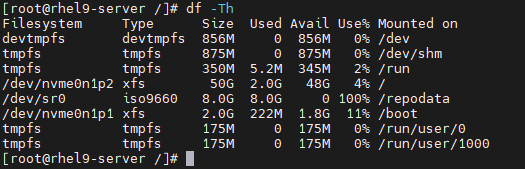 [root@rhel9-server /]# df -Th
Filesystem     Type      Size  Used Avail Use% Mounted on
devtmpfs       devtmpfs  856M     0  856M   0% /dev
tmpfs          tmpfs     875M     0  875M   0% /dev/shm
tmpfs          tmpfs     350M  5.2M  345M   2% /run
/dev/nvme0n1p2 xfs        50G  2.0G   48G   4% /
/dev/sr0       iso9660   8.0G  8.0G     0 100% /repodata
/dev/nvme0n1p1 xfs       2.0G  222M  1.8G  11% /boot
tmpfs          tmpfs     175M     0  175M   0% /run/user/0
tmpfs          tmpfs     175M     0  175M   0% /run/user/1000
[root@rhel9-server /]#